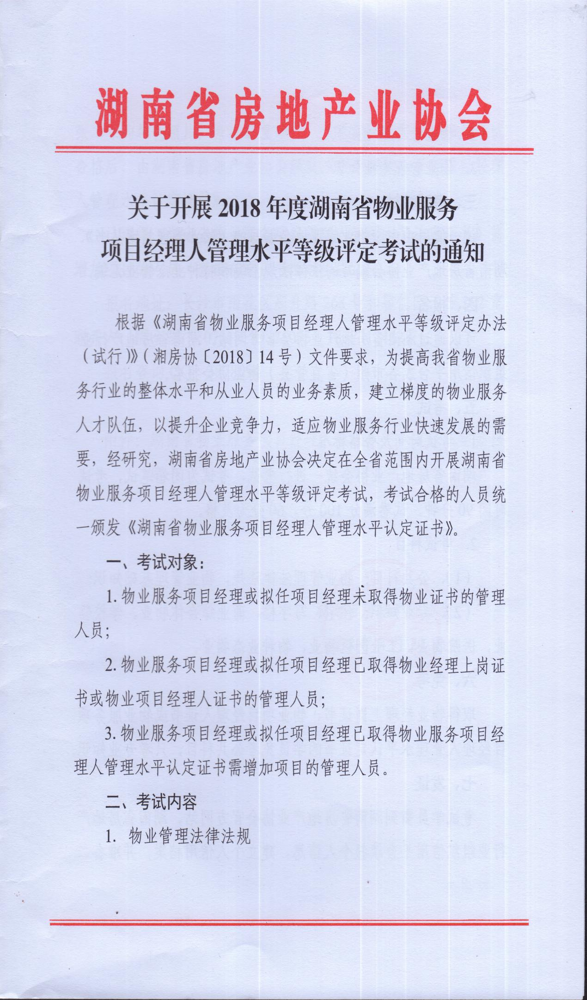 湖南省房地产业协会
关于开展 2018 年度湖南省物业服务
项目经理人管理水平等级评定考试的通知
根据《湖南省物业服务项目经理人管理水平等级评定办法
（试行）》（湘房协〔2018〕14 号）文件要求，为提高我省物业服
务行业的整体水平和从业人员的业务素质，建立梯度的物业服务
人才队伍，以提升企业竞争力，适应物业服务行业快速发展的需
要，经研究，湖南省房地产业协会决定在全省范围内开展湖南省
物业服务项目经理人管理水平等级评定考试，考试合格的人员统
一颁发《湖南省物业服务项目经理人管理水平认定证书》。
一、考试对象：
1. 物业服务项目经理或拟任项目经理未取得物业证书的管理
人员；
2. 物业服务项目经理或拟任项目经理已取得物业经理上岗证
书或物业项目经理人证书的管理人员；
3. 物业服务项目经理或拟任项目经理已取得物业服务项目经
理人管理水平认定证书需增加项目的管理人员。
二、考试内容
1. 物业管理法律法规